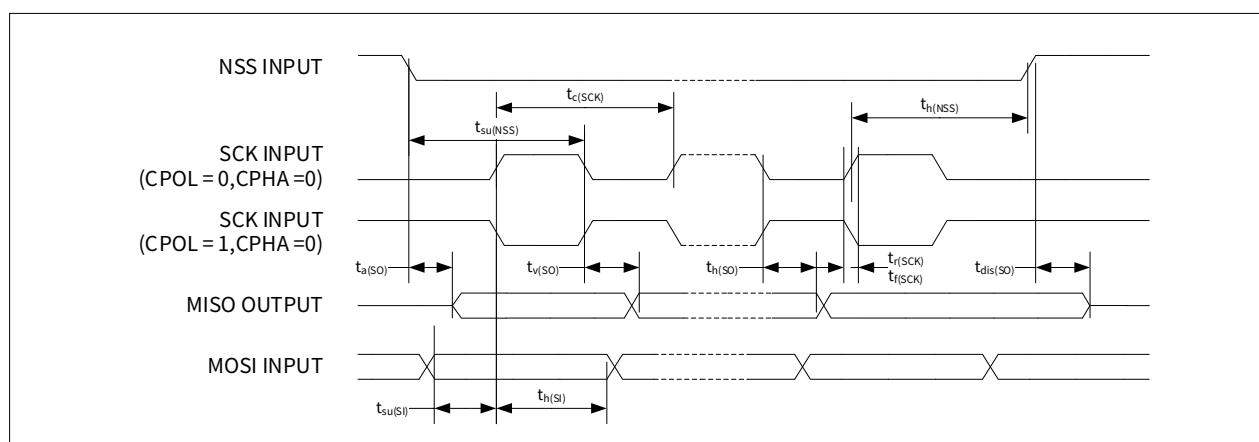 NSS INPUT
tc(SCK)
th(NSS)
tsu(NSS)
SCK INPUT
(CPOL = 0,CPHA =0)
SCK INPUT
(CPOL = 1,CPHA =0)
ta(SO)
tv(SO)
th(SO)
tr(SCK)
tf(SCK)
tdis(SO)
MISO OUTPUT
MOSI INPUT
tsu(SI)
th(SI)